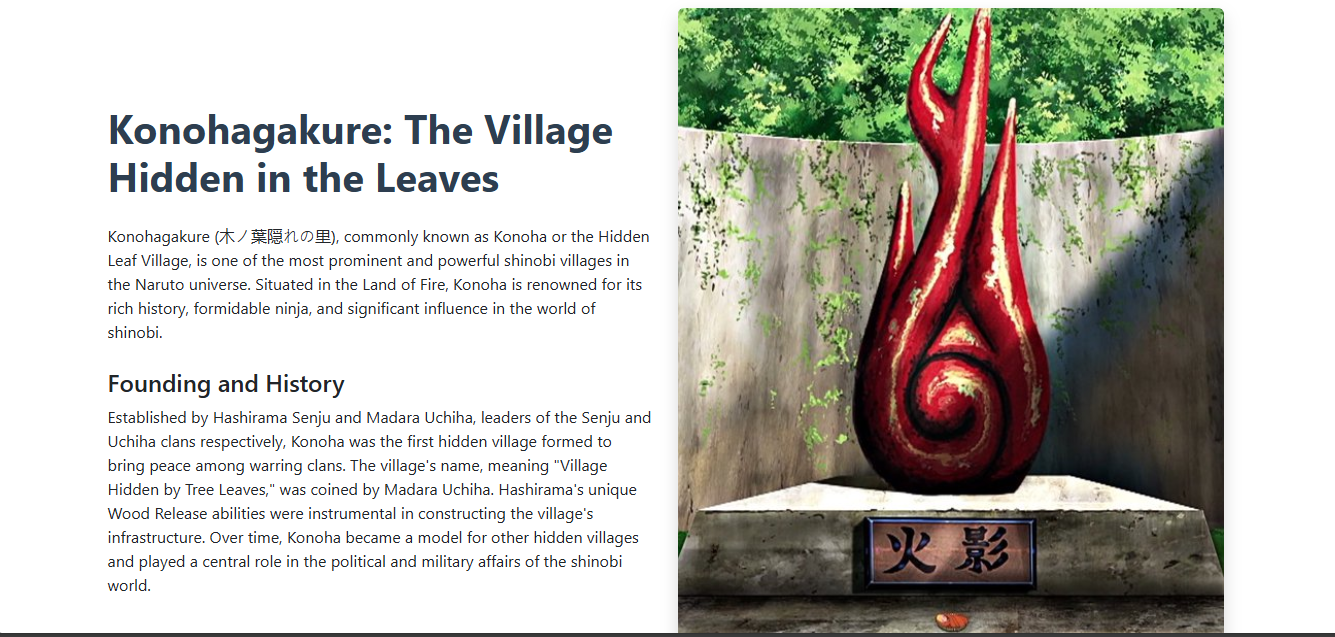 Konohagakure: The Village
Hidden in the Leaves
Konohagakure (木ノ葉隠れの里), commonly known as Konoha or the Hidden
Leaf Village, is one of the most prominent and powerful shinobi villages in
the Naruto universe. Situated in the Land of Fire, Konoha is renowned for its
rich history, formidable ninja, and significant influence in the world of
shinobi.
Founding and History
Established by Hashirama Senju and Madara Uchiha, leaders of the Senju and
Uchiha clans respectively, Konoha was the first hidden village formed to
bring peace among warring clans. The village's name, meaning "Village
Hidden by Tree Leaves," was coined by Madara Uchiha. Hashirama's unique
Wood Release abilities were instrumental in constructing the village's
infrastructure. Over time, Konoha became a model for other hidden villages
and played a central role in the political and military affairs of the shinobi
world.
火影